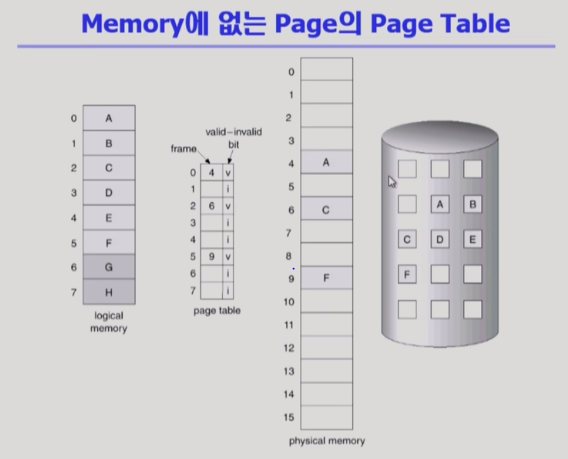 Memory에 없는 Page의 Page Table
0 A
1 B
2 C
3 D
4 E
5 F
6 G
7 H
logical
memory
valid–invalid
bit
frame
0 4 v
1 i
2 6 v
3 i
4 i
5 9 v
6 i
7 i
page table
0
1
2
3
4 A
5
6 C
7
8
9 F
10
11
12
13
14
15
physical memory
A B
C D E
F